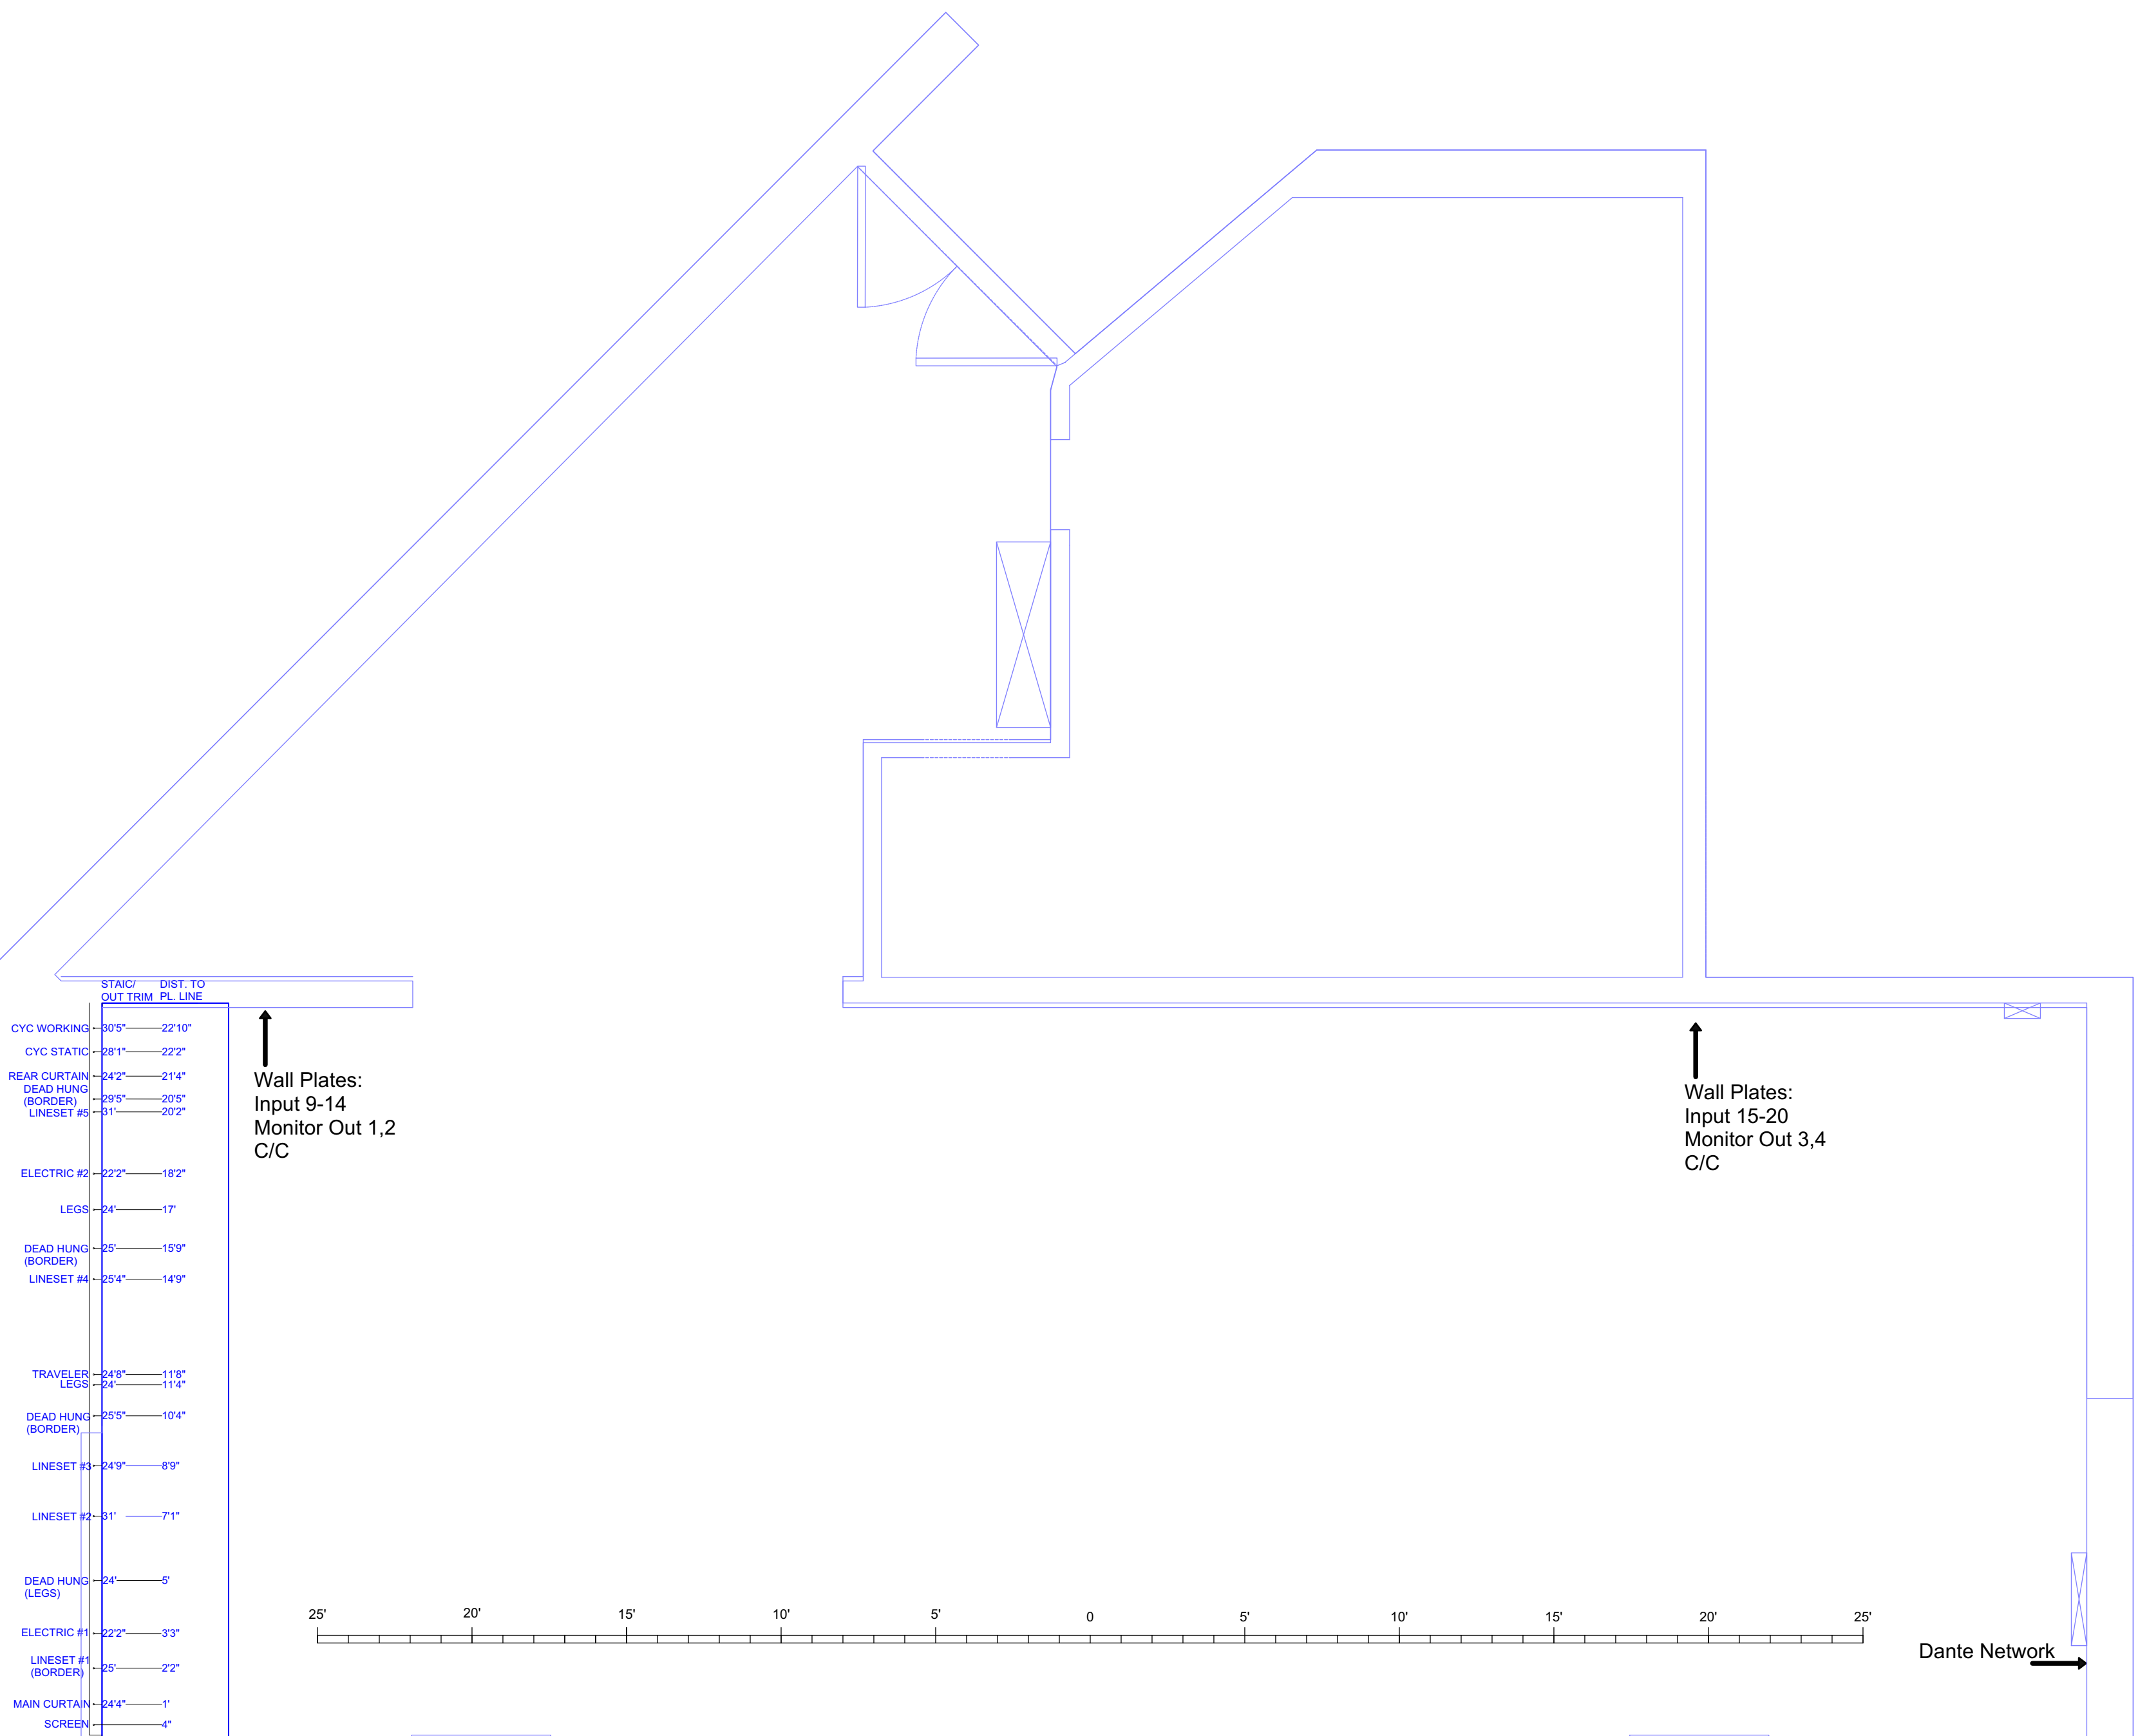 STAIC/ DIST. TO
OUT TRIM PL. LINE
CYC WORKING 30'5" 22'10"
CYC STATIC 28'1" 22'2"
REAR CURTAIN 24'2" 21'4"
DEAD HUNG
(BORDER) 29'5" 20'5"
LINESET #5 31' 20'2"
ELECTRIC #2 22'2" 18'2"
LEGS 24' 17'
DEAD HUNG 25' 15'9"
(BORDER)
LINESET #4 25'4" 14'9"
TRAVELER 24'8" 11'8"
LEGS 24' 11'4"
DEAD HUNG 25'5" 10'4"
(BORDER)
LINESET #3 24'9" 8'9"
LINESET #2 31' 7'1"
DEAD HUNG 24' 5'
(LEGS)
ELECTRIC #1 22'2" 3'3"
LINESET #1
(BORDER) 25' 2'2"
MAIN CURTAIN 24'4" 1'
SCREEN 4"
Wall Plates:
Input 9-14
Monitor Out 1,2
C/C
Wall Plates:
Input 15-20
Monitor Out 3,4
C/C
25' 20' 15' 10' 5' 0 5' 10' 15' 20' 25'
Dante Network